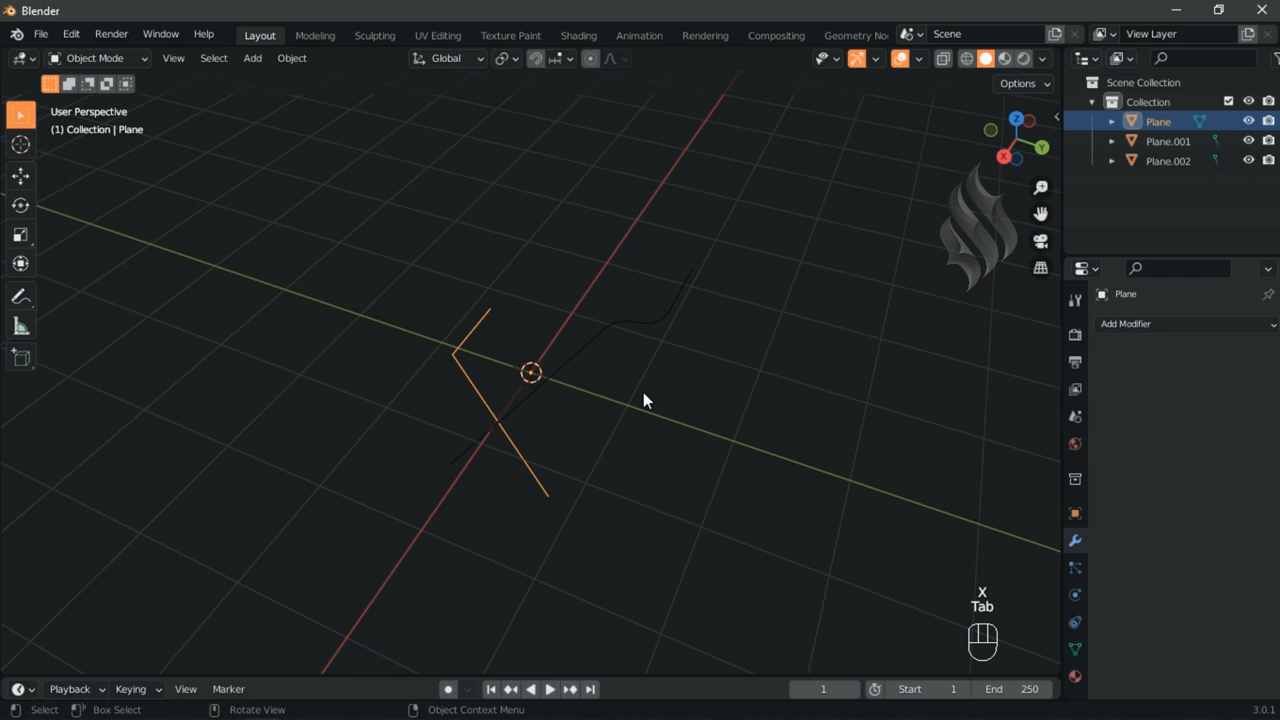 Blender
File Edit Render Window Help Layout Modeling Sculpting UV Editing Texture Paint Shading Animation Rendering Compositing Geometry No Scene View Layer
Object Mode View Select Add Object Global
Options
User Perspective
(1) Collection | Plane
Scene Collection
Collection
Plane
Plane.001
Plane.002
Z
Y
X
Plane
Add Modifier
X
Tab
Playback Keying View Marker 1 Start 1 End 250
Select Box Select Rotate View Object Context Menu 3.0.1